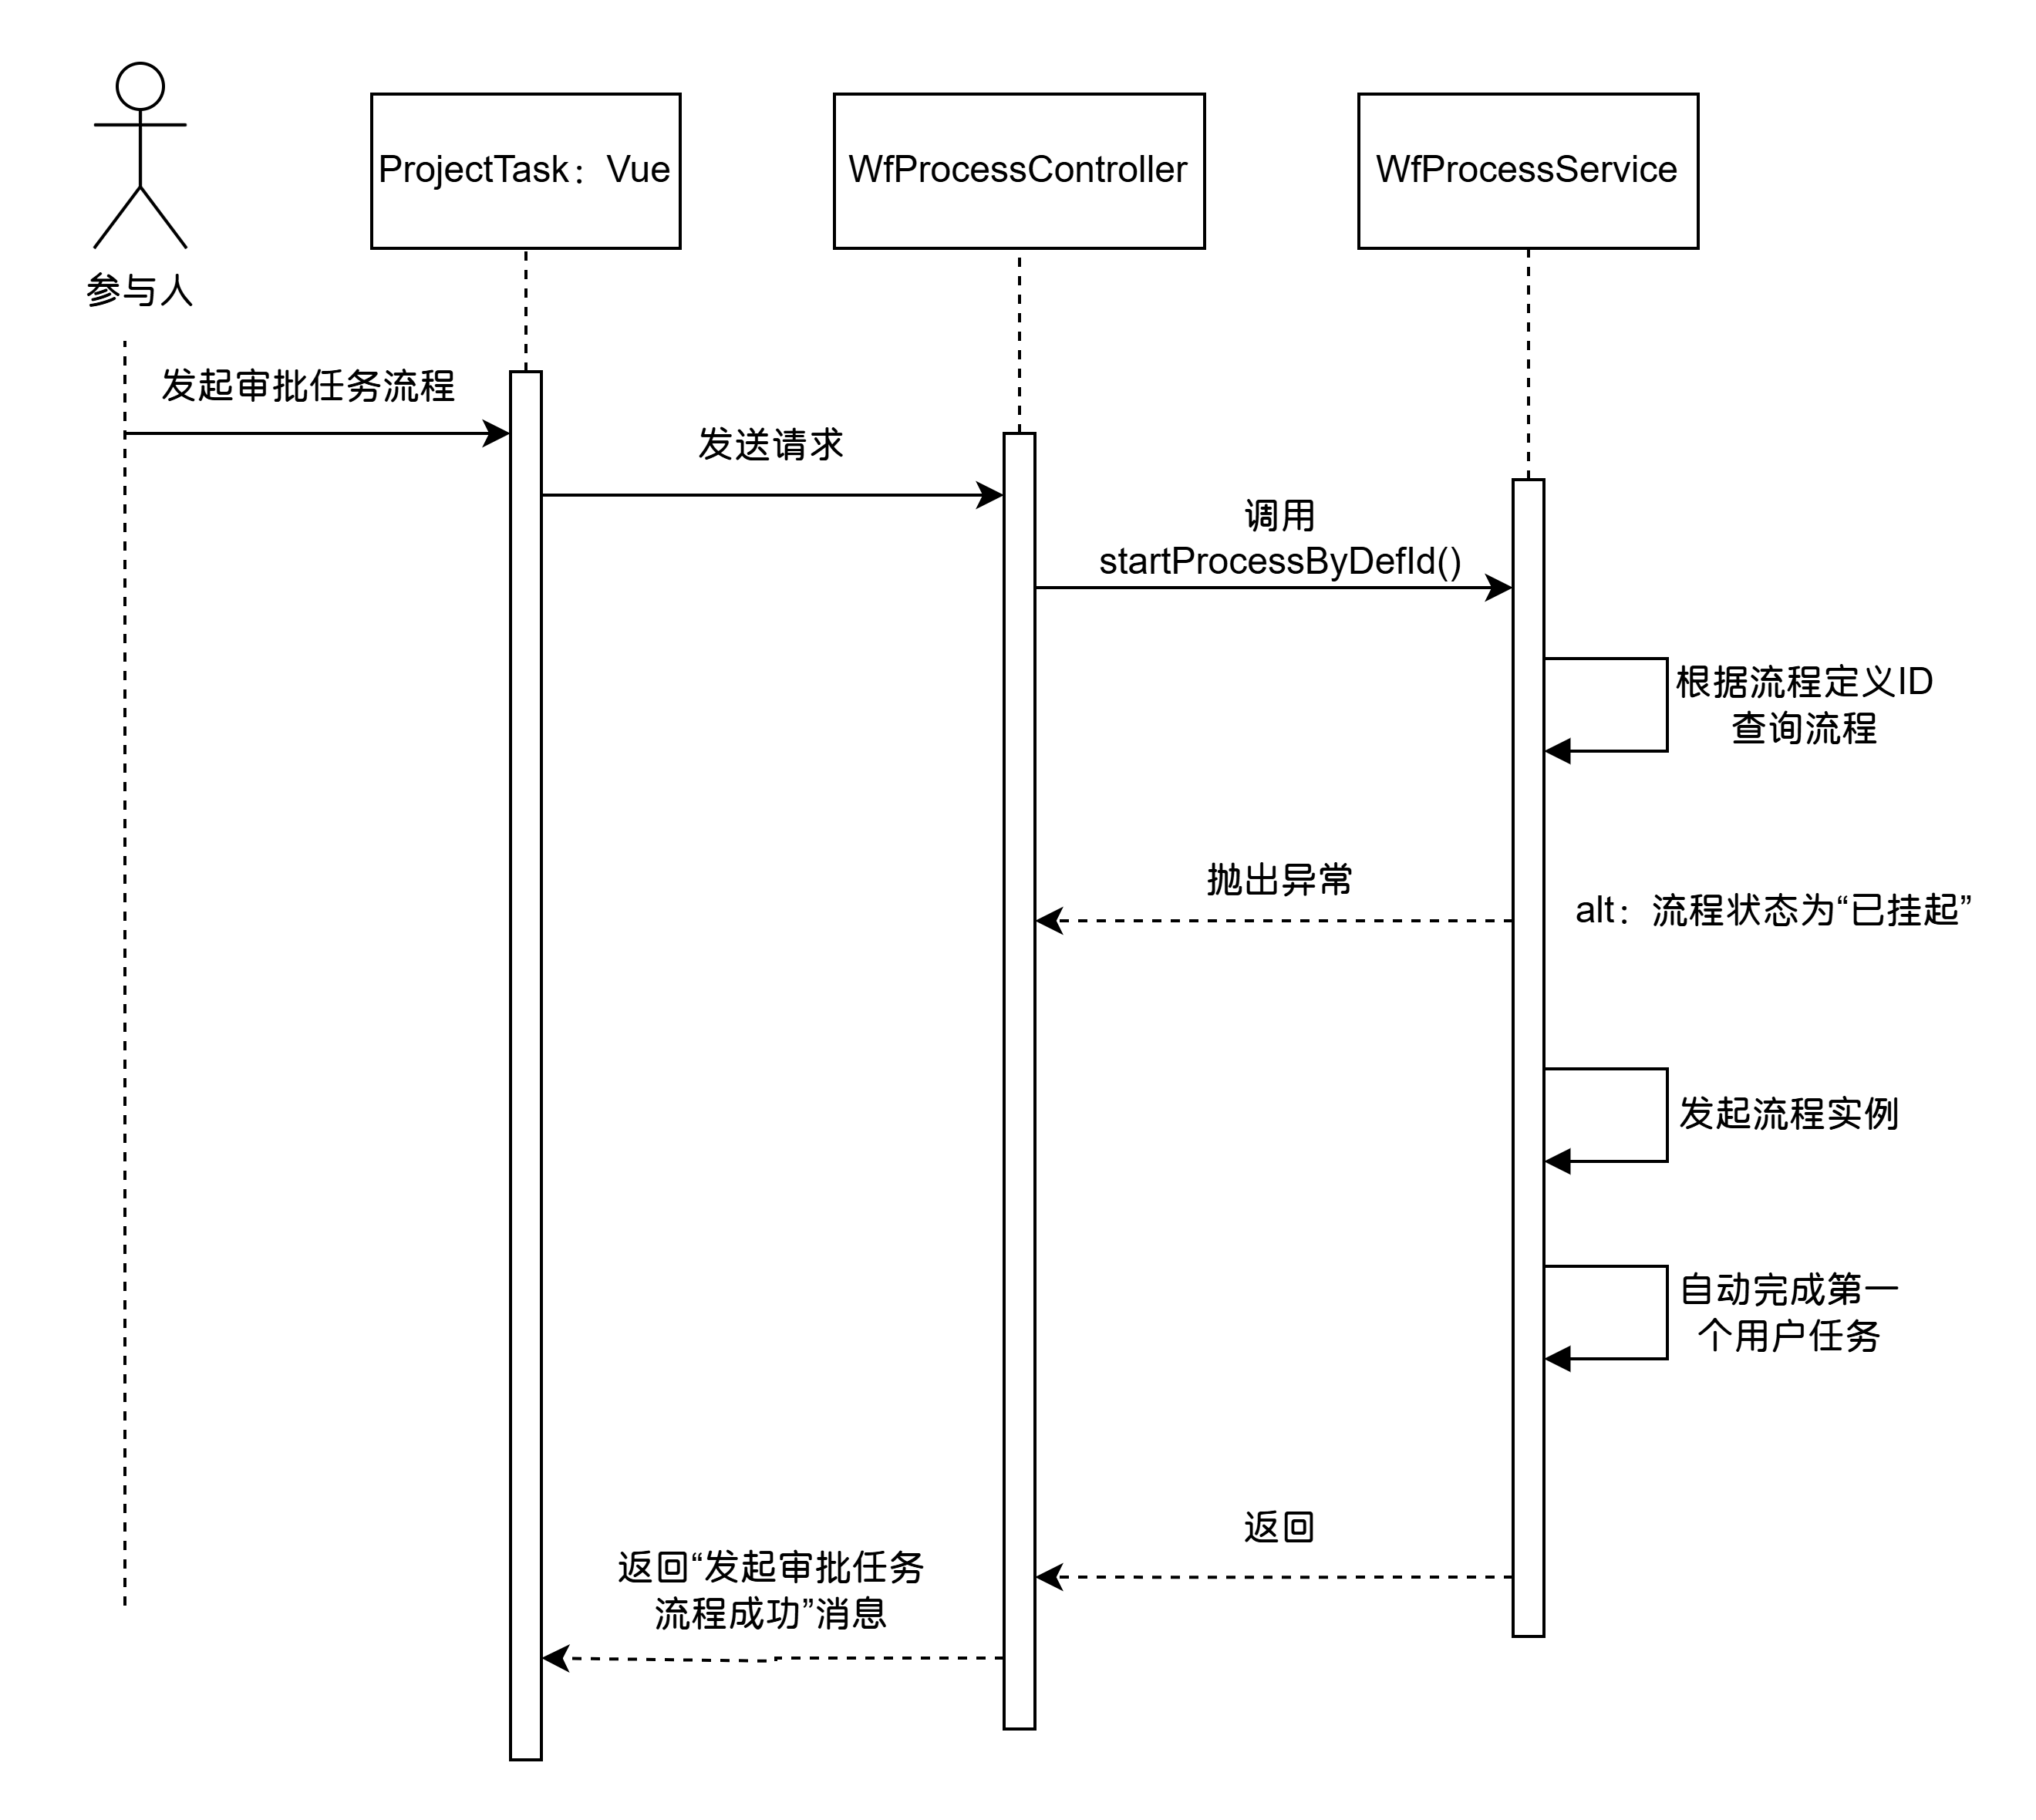 ProjectTask：Vue
WfProcessController
WfProcessService
参与人
发起审批任务流程
发送请求
调用
startProcessByDefId()
根据流程定义ID
查询流程
抛出异常
alt：流程状态为“已挂起”
发起流程实例
自动完成第一
个用户任务
返回
返回“发起审批任务
流程成功”消息